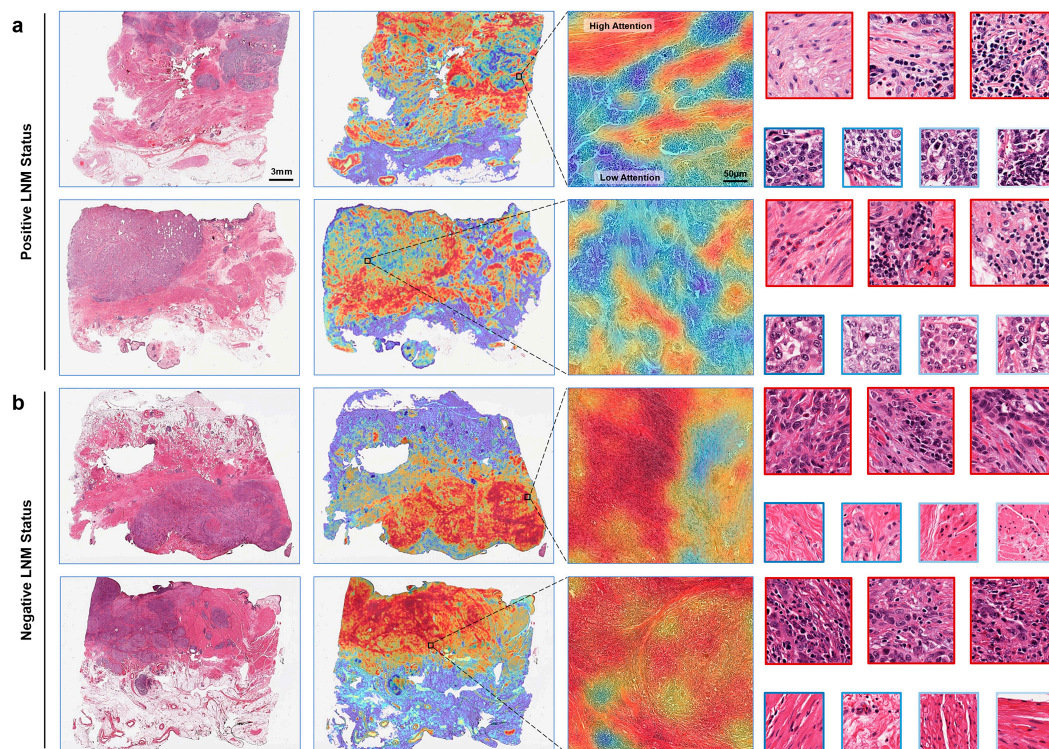 a
Positive LNM Status
3mm
High Attention
Low Attention
50μm
b
Negative LNM Status